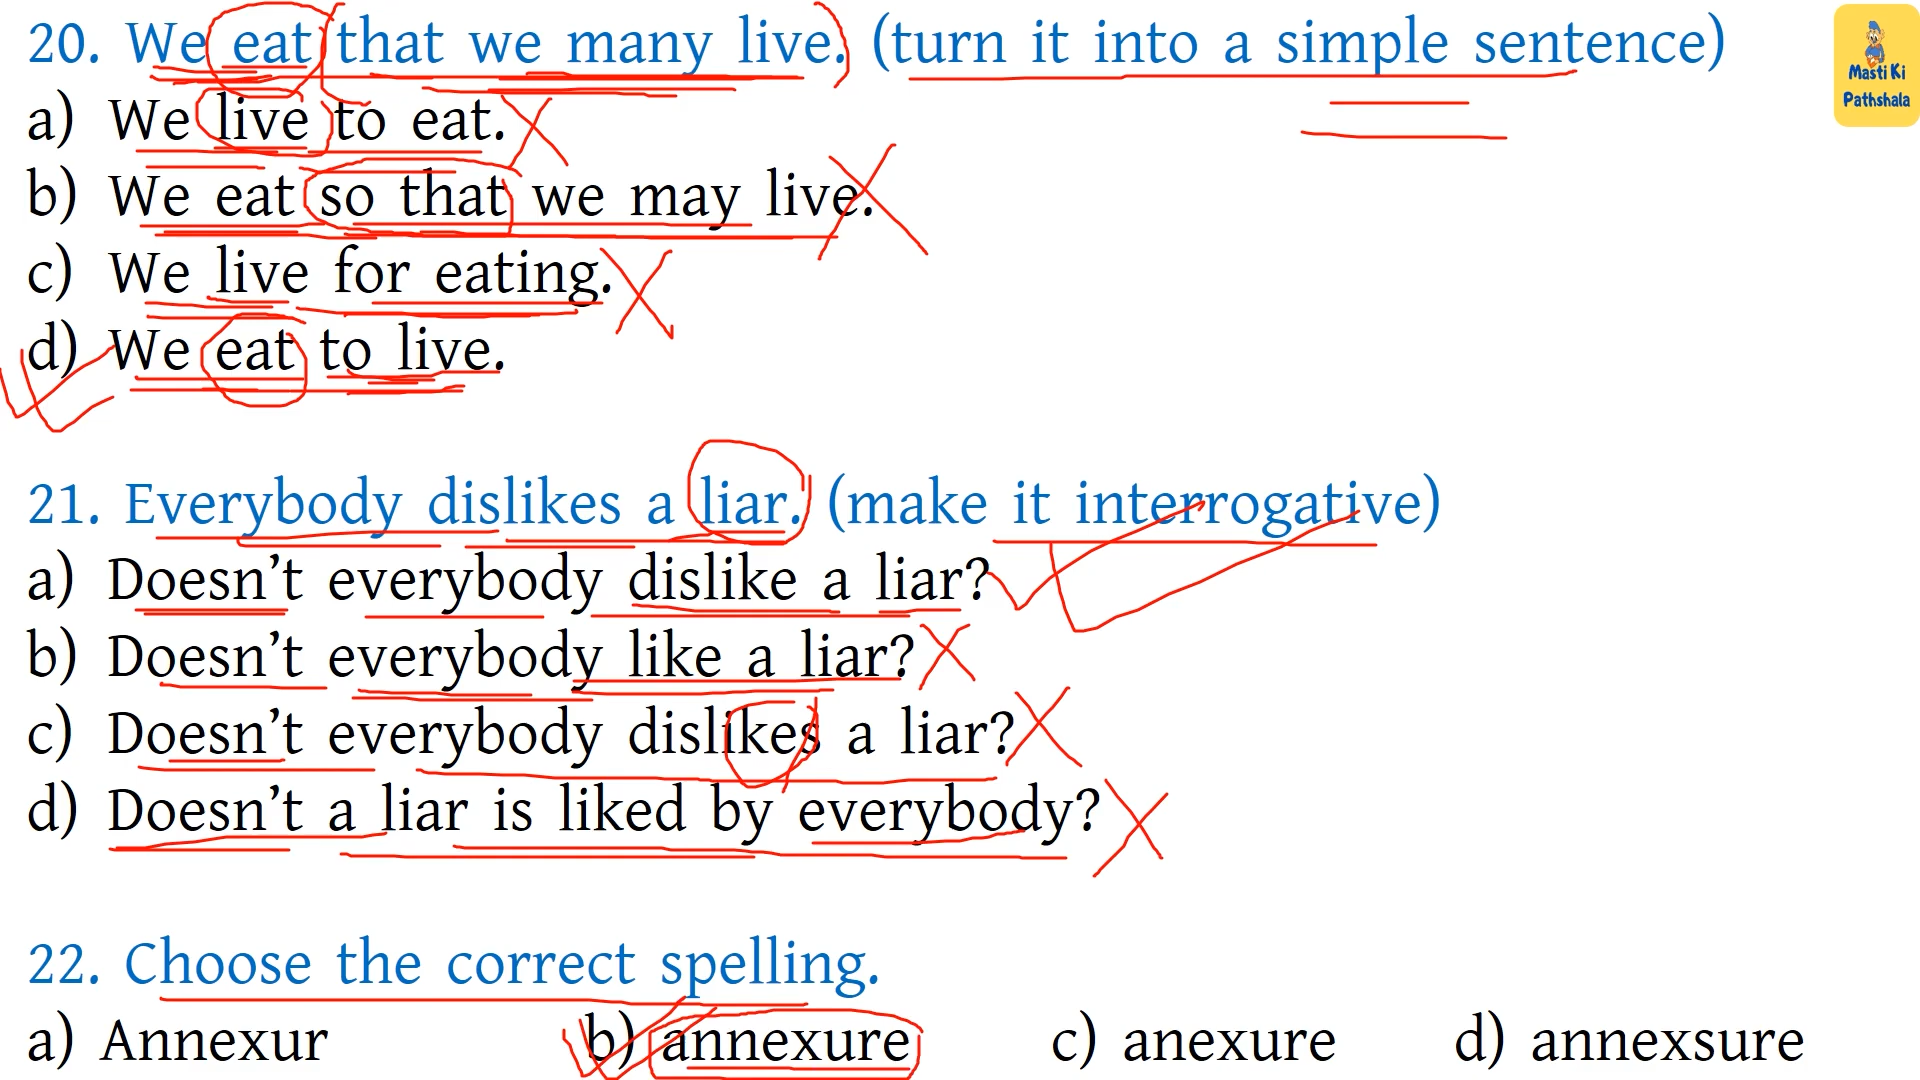 20. We eat that we many live. (turn it into a simple sentence)
Masti Ki
Pathshala
a) We live to eat.
b) We eat so that we may live.
c) We live for eating.
d) We eat to live.
21. Everybody dislikes a liar. (make it interrogative)
a) Doesn’t everybody dislike a liar?
b) Doesn’t everybody like a liar?
c) Doesn’t everybody dislikes a liar?
d) Doesn’t a liar is liked by everybody?
22. Choose the correct spelling.
a) Annexur b) annexure c) anexure d) annexsure